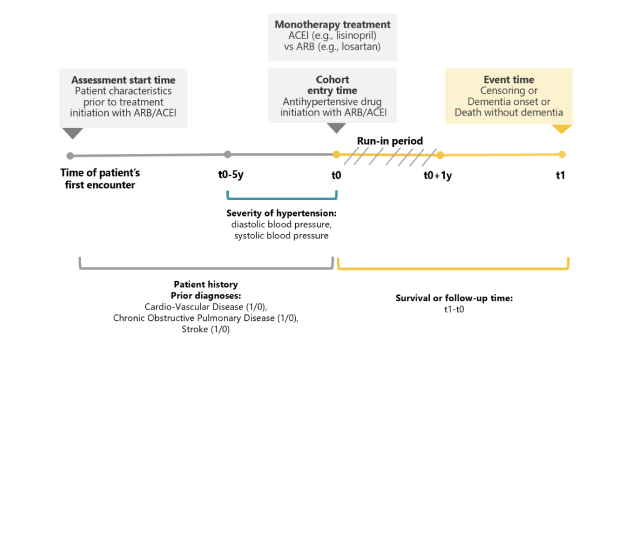 Monotherapy treatment
ACEI (e.g., lisinopril)
vs ARB (e.g., losartan)
Assessment start time
Patient characteristics
prior to treatment
initiation with ARB/ACEI
Cohort
entry time
Antihypertensive drug
initiation with ARB/ACEI
Event time
Censoring or
Dementia onset or
Death without dementia
Run-in period
Time of patient's
first encounter
t0-5y
t0
t0+1y
t1
Severity of hypertension:
diastolic blood pressure,
systolic blood pressure
Patient history
Prior diagnoses:
Cardio-Vascular Disease (1/0),
Chronic Obstructive Pulmonary Disease (1/0),
Stroke (1/0)
Survival or follow-up time:
t1-t0